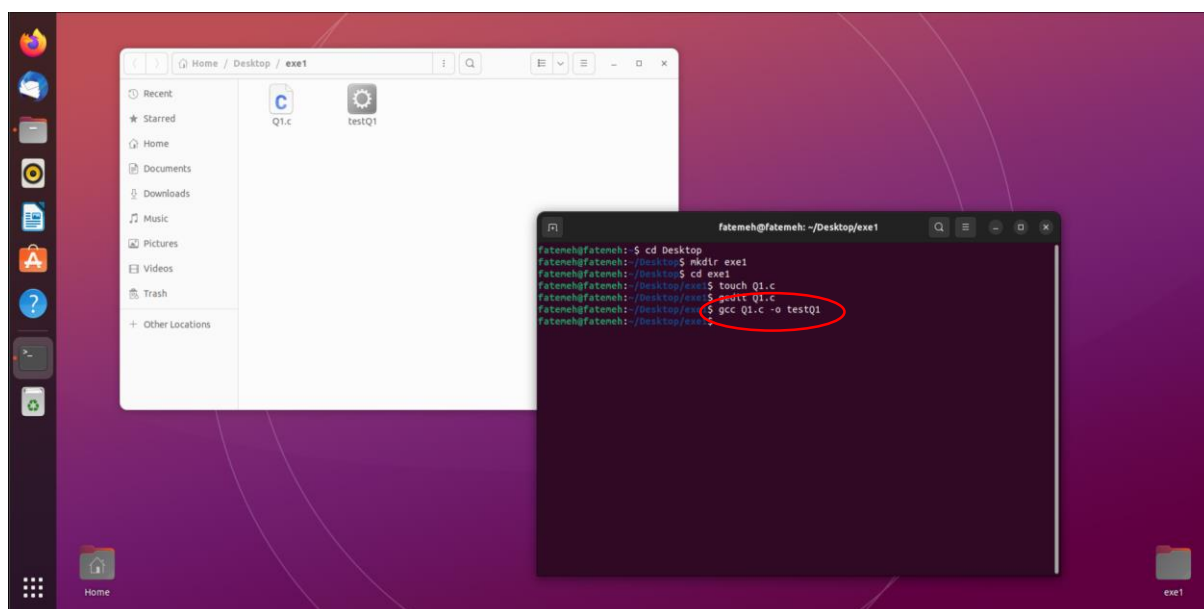 Home / Desktop / exe1
Recent
Starred
Home
Documents
Downloads
Music
Pictures
Videos
Trash
+ Other Locations
Q1.c
testQ1
fatemeh@fatemeh: ~/Desktop/exe1
fatemeh@fatemeh:~$ cd Desktop
fatemeh@fatemeh:~/Desktop$ mkdir exe1
fatemeh@fatemeh:~/Desktop$ cd exe1
fatemeh@fatemeh:~/Desktop/exe1$ touch Q1.c
fatemeh@fatemeh:~/Desktop/exe1$ gedit Q1.c
fatemeh@fatemeh:~/Desktop/exe1$ gcc Q1.c -o testQ1
fatemeh@fatemeh:~/Desktop/exe1$
Home
exe1